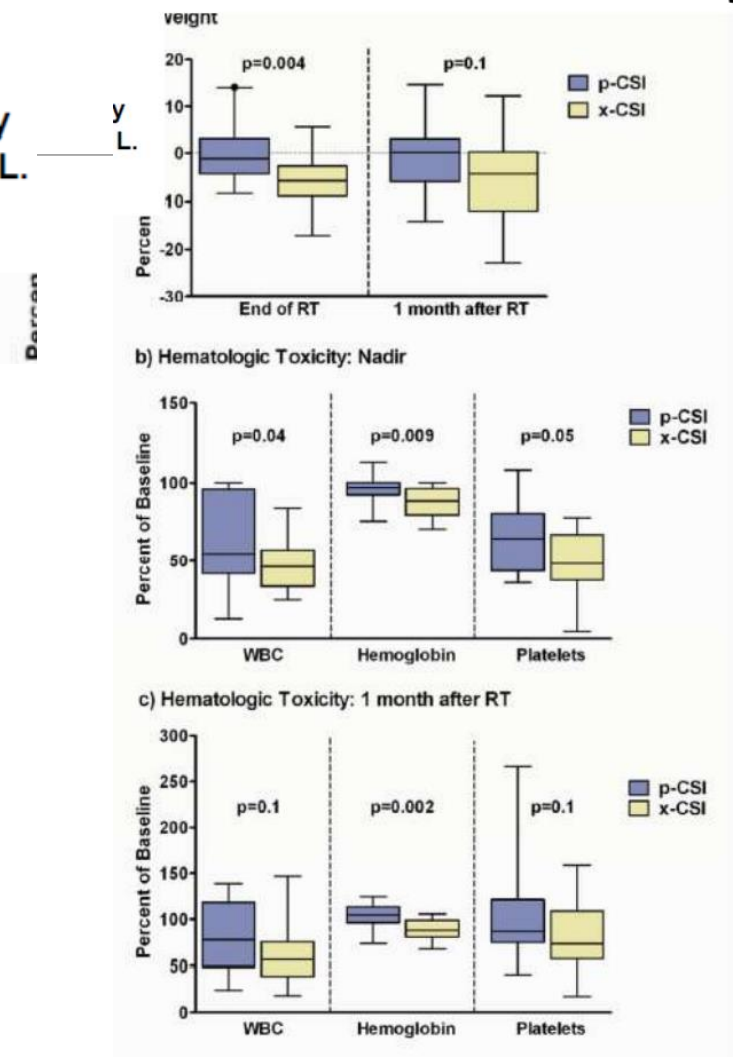 Weight
20
p=0.004
p=0.1
p-CSI
x-CSI
10
0
10
-20
-30
Percen
End of RT
1 month after RT
y
L.
y
L.
Percen
b) Hematologic Toxicity: Nadir
150
100
50
0
Percent of Baseline
p=0.04
p=0.009
p=0.05
p-CSI
x-CSI
WBC
Hemoglobin
Platelets
c) Hematologic Toxicity: 1 month after RT
300
250
200
150
100
50
0
Percent of Baseline
p=0.1
p=0.002
p=0.1
p-CSI
x-CSI
WBC
Hemoglobin
Platelets